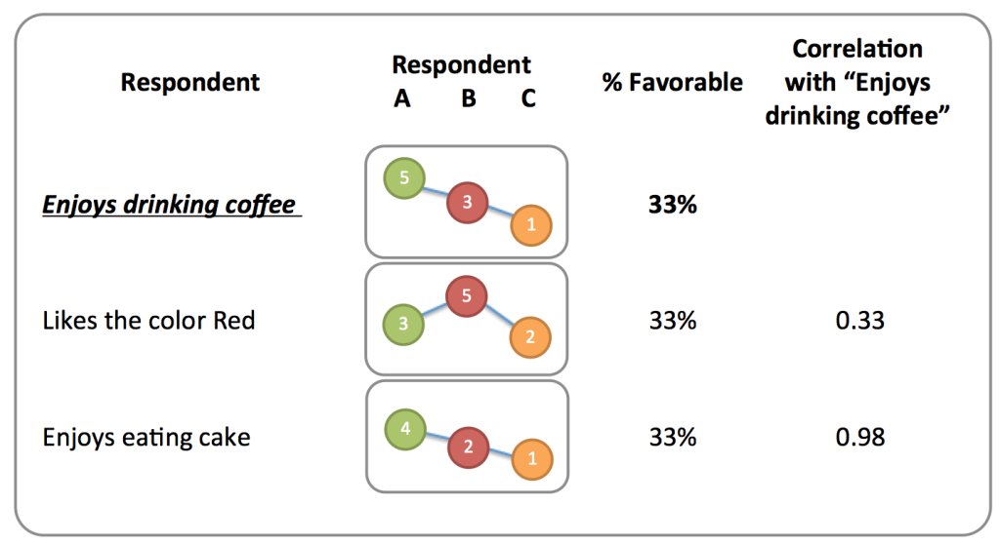 Respondent
Respondent
A B C
% Favorable
Correlation
with “Enjoys
drinking coffee”
Enjoys drinking coffee
5 3 1
33%
Likes the color Red
3 5 2
33%
0.33
Enjoys eating cake
4 2 1
33%
0.98